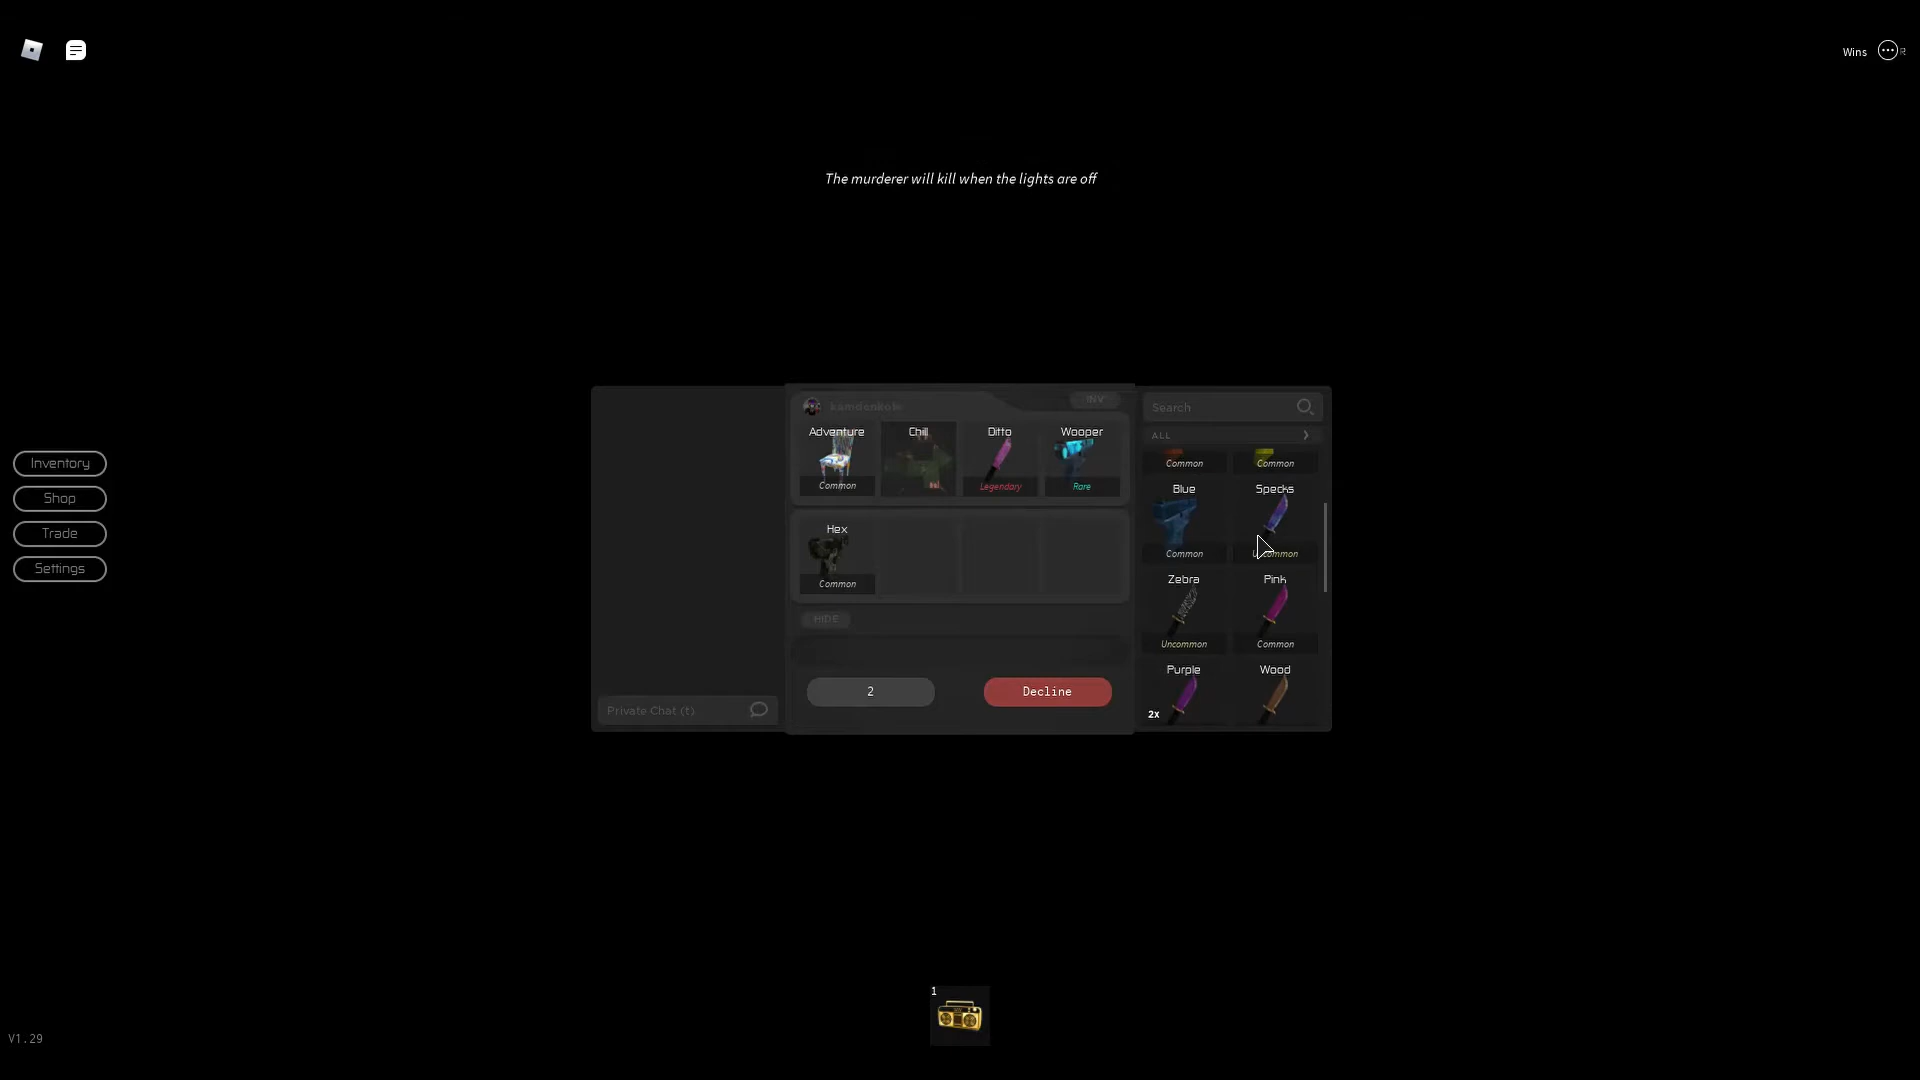 Wins
The murderer will kill when the lights are off
Inventory
Shop
Trade
Settings
INV
Adventure
Common
Chill
Ditto
Legendary
Wooper
Rare
Hex
Common
HIDE
2
Decline
Private Chat (t)
Search
ALL
Common
Common
Blue
Common
Specks
Uncommon
Zebra
Uncommon
Pink
Common
Purple
2x
Wood
1
V1.29